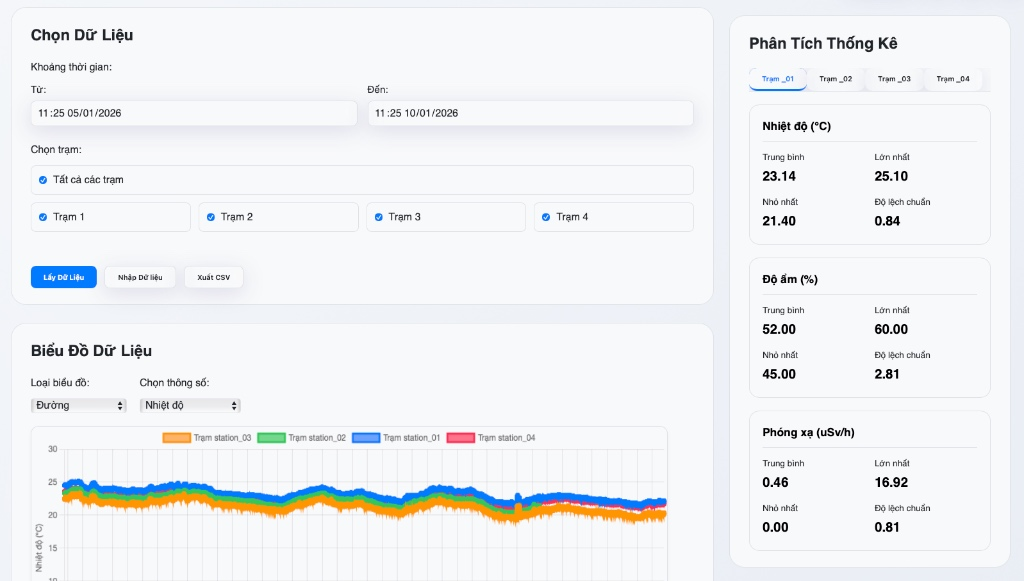 Chọn Dữ Liệu
Khoảng thời gian:
Từ:
Đến:
11:25 05/01/2026
11:25 10/01/2026
Chọn trạm:
Tất cả các trạm
Trạm 1
Trạm 2
Trạm 3
Trạm 4
Lấy Dữ Liệu
Nhập Dữ liệu
Xuất CSV
Biểu Đồ Dữ Liệu
Loại biểu đồ:
Chọn thông số:
Đường
Nhiệt độ
Trạm station_03
Trạm station_02
Trạm station_01
Trạm station_04
30
25
20
15
10
Nhiệt độ (°C)
Phân Tích Thống Kê
Trạm _01
Trạm _02
Trạm _03
Trạm _04
Nhiệt độ (°C)
Trung bình
Lớn nhất
23.14
25.10
Nhỏ nhất
Độ lệch chuẩn
21.40
0.84
Độ ẩm (%)
Trung bình
Lớn nhất
52.00
60.00
Nhỏ nhất
Độ lệch chuẩn
45.00
2.81
Phóng xạ (uSv/h)
Trung bình
Lớn nhất
0.46
16.92
Nhỏ nhất
Độ lệch chuẩn
0.00
0.81